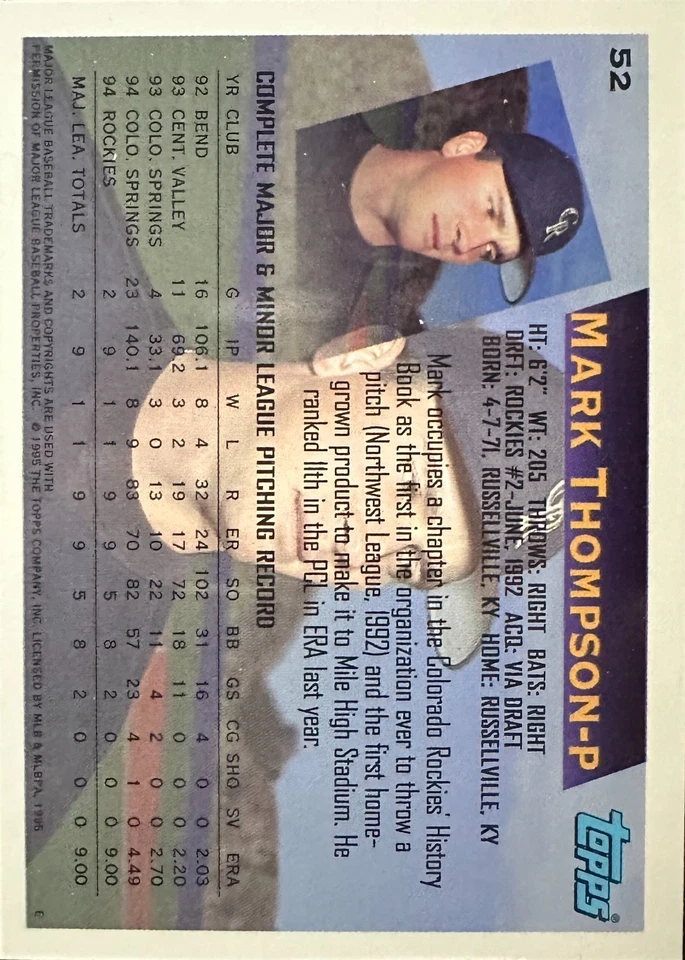 52
MARK THOMPSON-P
TOPPS®
HT: 6'2" WT: 205 THROWS: RIGHT BATS: RIGHT
DRFT: ROCKIES #2-JUNE, 1992 ACQ: VIA DRAFT
BORN: 4-7-71, RUSSELLVILLE, KY HOME: RUSSELLVILLE, KY
Mark occupies a chapter in the Colorado Rockies' History
Book as the first in the organization ever to throw a
pitch (Northwest League, 1992) and the first home-
grown product to make it to Mile High Stadium. He
ranked 11th in the PCL in ERA last year.
CR
COMPLETE MAJOR & MINOR LEAGUE PITCHING RECORD
YR CLUB G IP W L R ER SO BB GS CG SHO SV ERA
92 BEND 16 106.1 8 4 32 24 102 31 16 4 0 0 2.03
93 CENT. VALLEY 11 69.2 3 2 19 17 72 18 11 0 0 0 2.20
93 COLO. SPRINGS 4 33.1 3 0 13 10 22 11 4 2 0 0 2.70
94 COLO. SPRINGS 23 140.1 8 9 83 70 82 57 23 4 1 0 4.49
94 ROCKIES 2 9 1 1 9 9 5 8 2 0 0 0 9.00
MAJ. LEA. TOTALS 2 9 1 1 9 9 5 8 2 0 0 0 9.00
MAJOR LEAGUE BASEBALL TRADEMARKS AND COPYRIGHTS ARE USED WITH
PERMISSION OF MAJOR LEAGUE BASEBALL PROPERTIES, INC. © 1995 THE TOPPS COMPANY, INC. LICENSED BY MLB & MLBPA, 1995